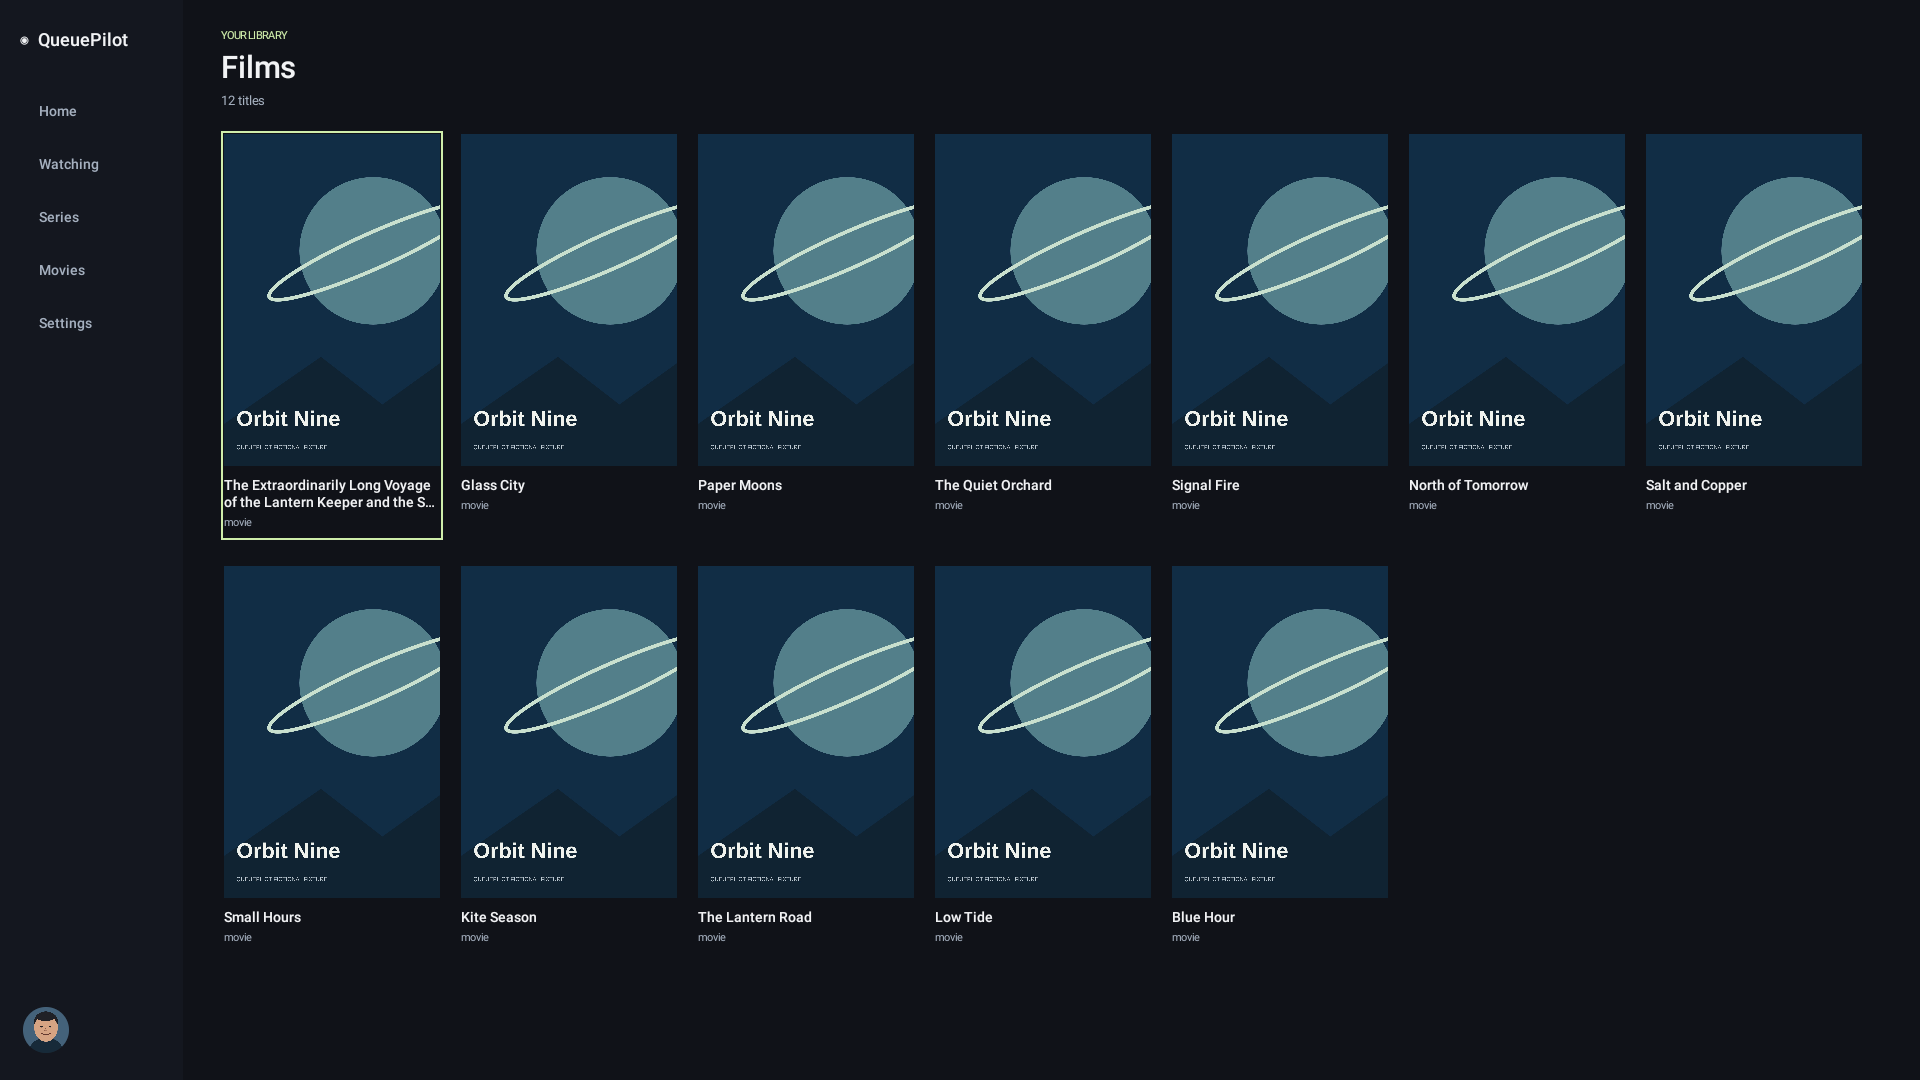 QueuePilot
Home
Watching
Series
Movies
Settings
YOUR LIBRARY
Films
12 titles
Orbit Nine
Orbit Nine
Orbit Nine
Orbit Nine
Orbit Nine
Orbit Nine
Orbit Nine
The Extraordinarily Long Voyage
of the Lantern Keeper and the S...
movie
Glass City
movie
Paper Moons
movie
The Quiet Orchard
movie
Signal Fire
movie
North of Tomorrow
movie
Salt and Copper
movie
Orbit Nine
Orbit Nine
Orbit Nine
Orbit Nine
Orbit Nine
Small Hours
movie
Kite Season
movie
The Lantern Road
movie
Low Tide
movie
Blue Hour
movie